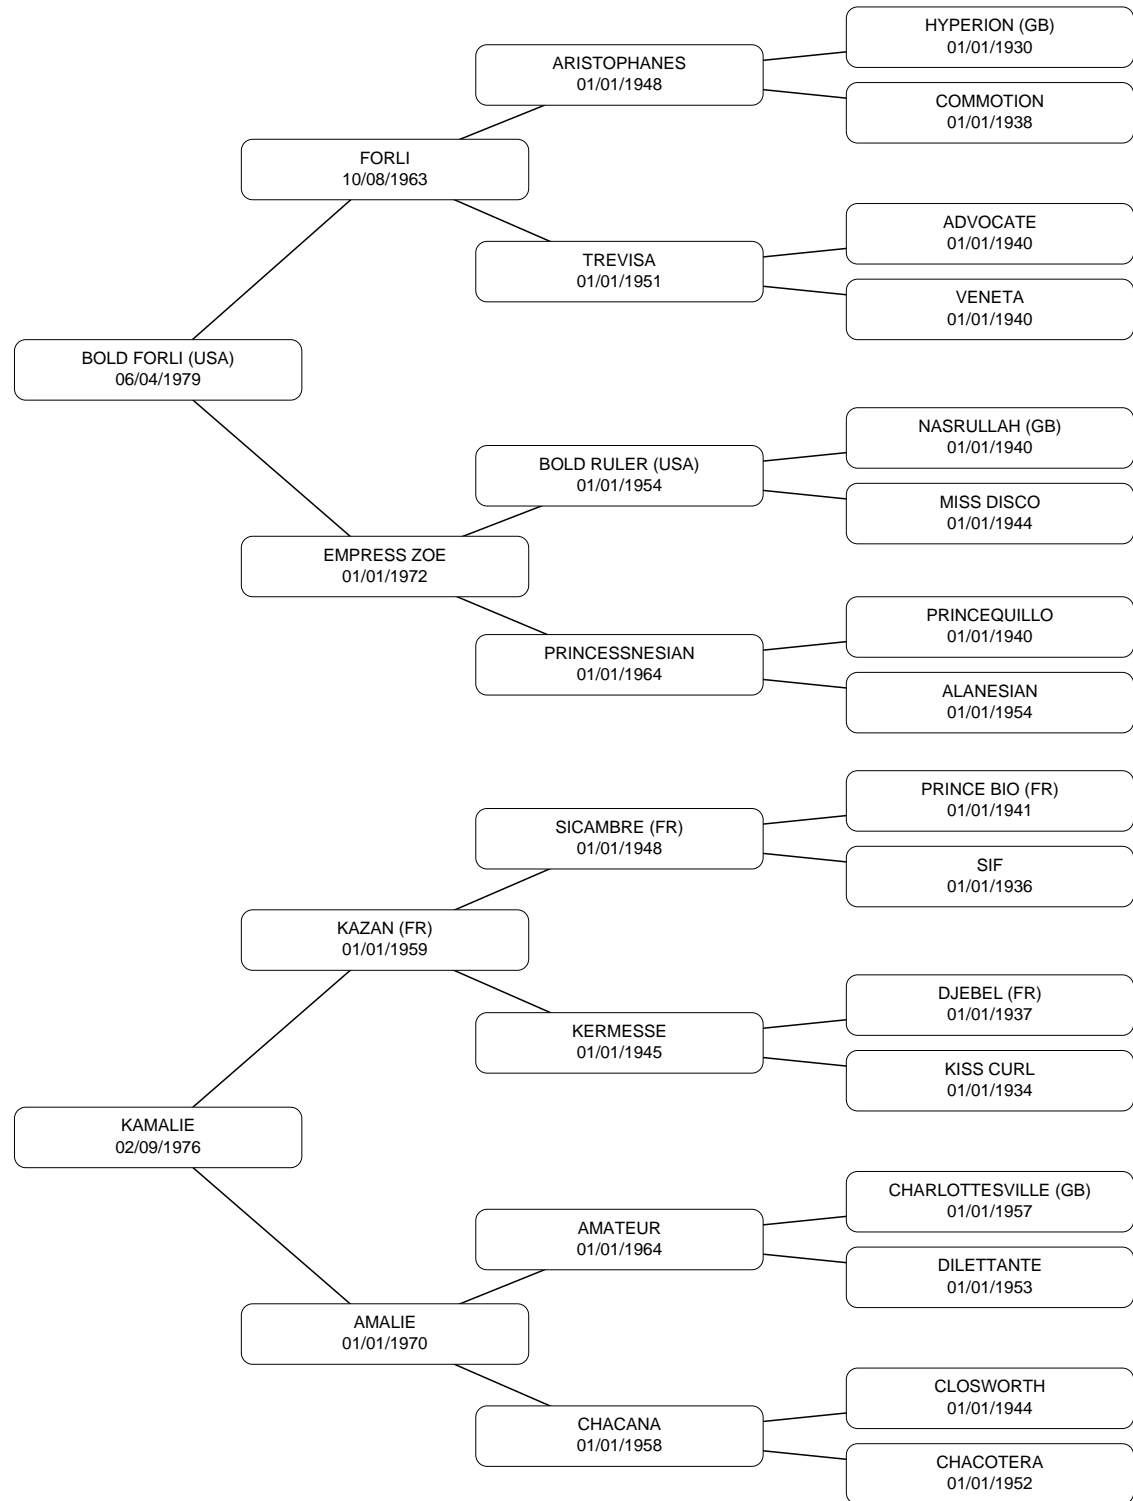 HYPERION (GB)
01/01/1930
ARISTOPHANES
01/01/1948
COMMOTION
01/01/1938
FORLI
10/08/1963
ADVOCATE
01/01/1940
TREVISA
01/01/1951
VENETA
01/01/1940
BOLD FORLI (USA)
06/04/1979
NASRULLAH (GB)
01/01/1940
BOLD RULER (USA)
01/01/1954
MISS DISCO
01/01/1944
EMPRESS ZOE
01/01/1972
PRINCEQUILLO
01/01/1940
PRINCESSNESIAN
01/01/1964
ALANESIAN
01/01/1954
PRINCE BIO (FR)
01/01/1941
SICAMBRE (FR)
01/01/1948
SIF
01/01/1936
KAZAN (FR)
01/01/1959
DJEBEL (FR)
01/01/1937
KERMESSE
01/01/1945
KISS CURL
01/01/1934
KAMALIE
02/09/1976
CHARLOTTESVILLE (GB)
01/01/1957
AMATEUR
01/01/1964
DILETTANTE
01/01/1953
AMALIE
01/01/1970
CLOSWORTH
01/01/1944
CHACANA
01/01/1958
CHACOTERA
01/01/1952